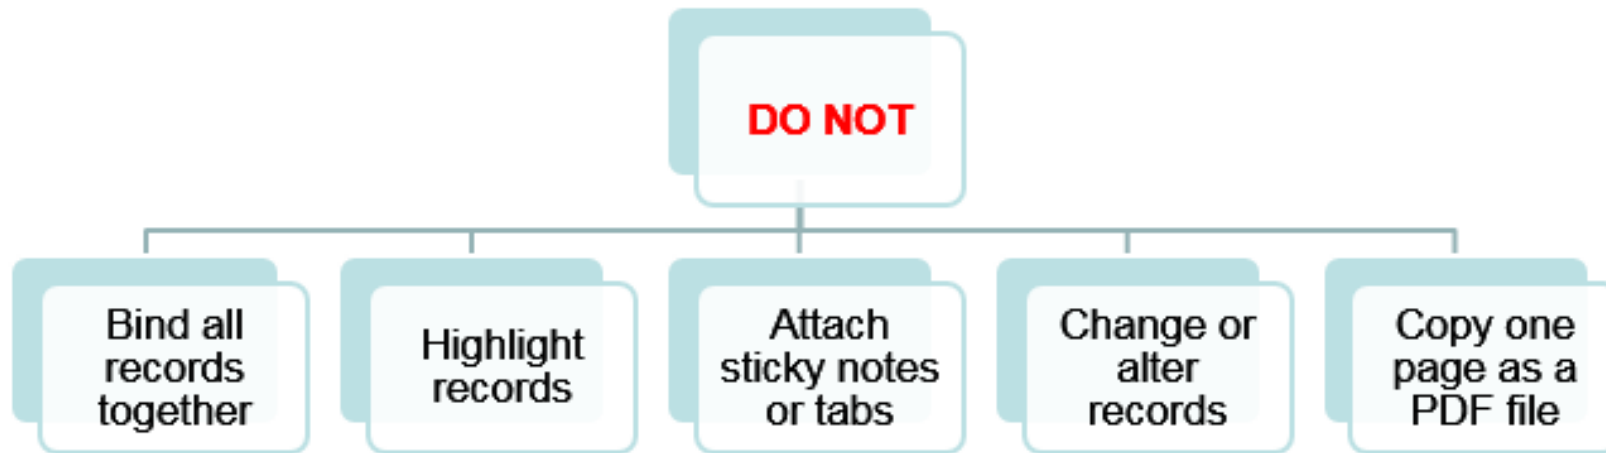 DO NOT
Bind all
records
together
Highlight
records
Attach
sticky notes
or tabs
Change or
alter
records
Copy one
page as a
PDF file